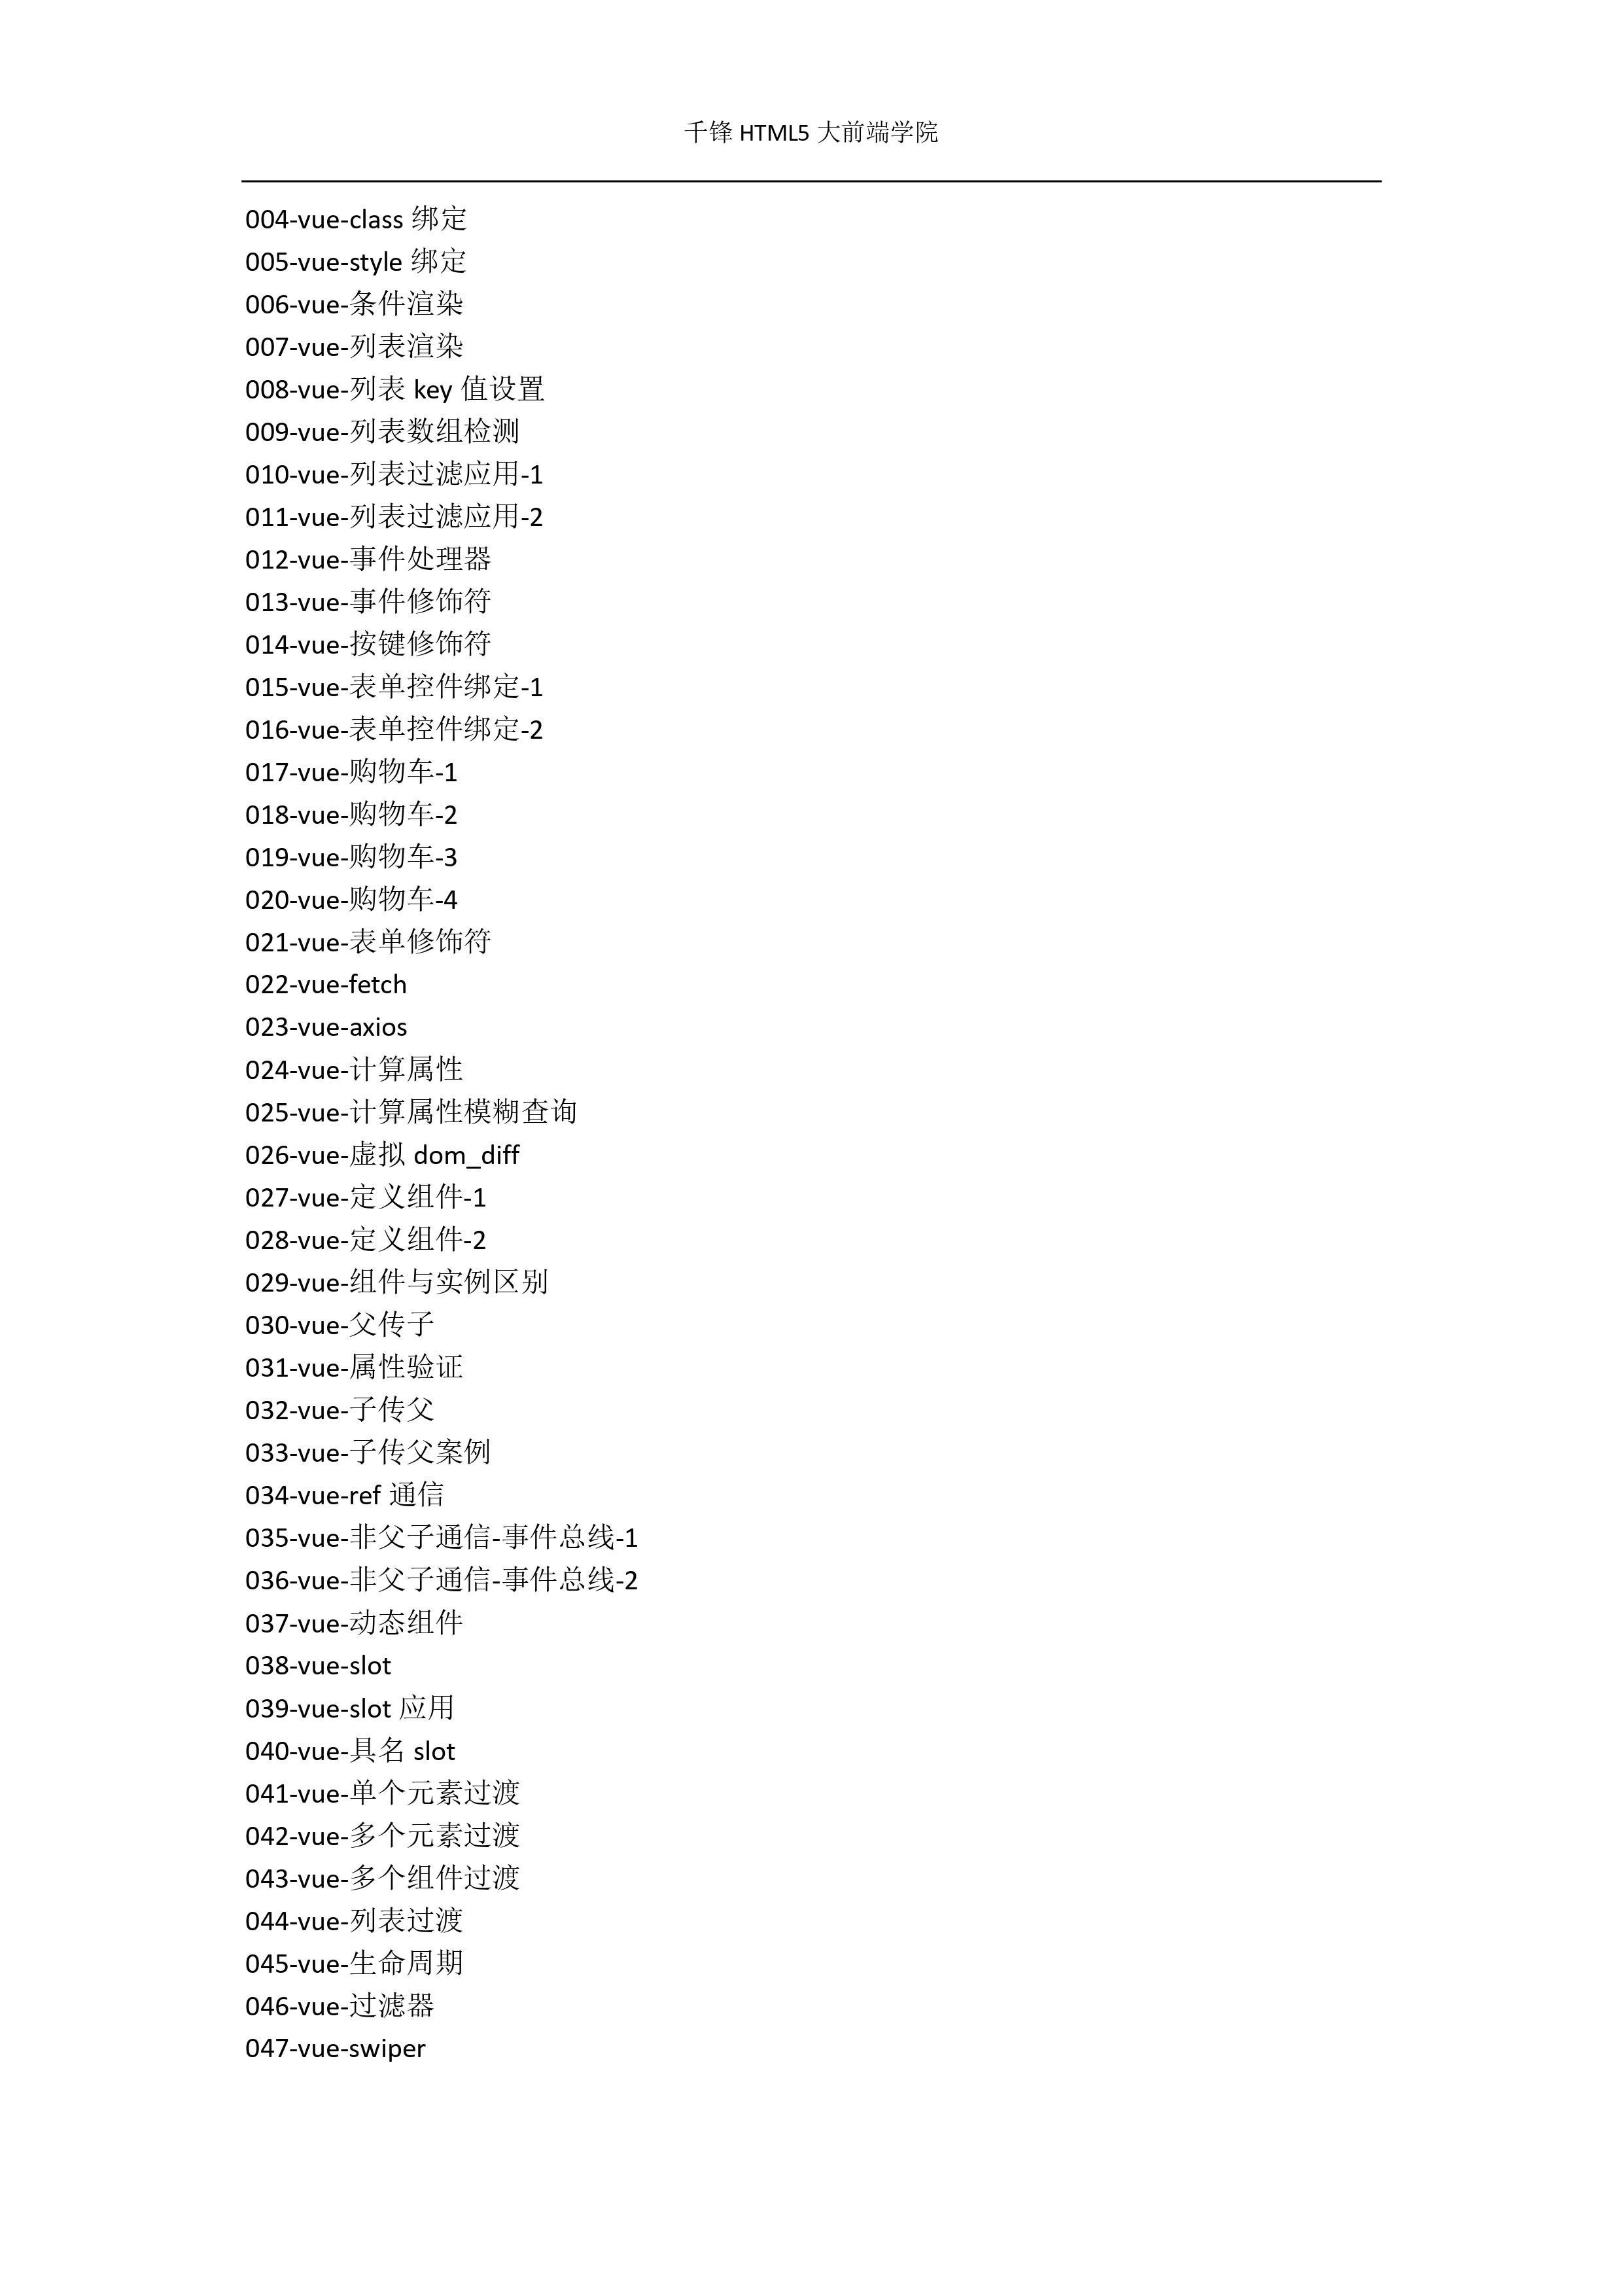 千锋 HTML5 大前端学院
004-vue-class 绑定
005-vue-style 绑定
006-vue-条件渲染
007-vue-列表渲染
008-vue-列表 key 值设置
009-vue-列表数组检测
010-vue-列表过滤应用-1
011-vue-列表过滤应用-2
012-vue-事件处理器
013-vue-事件修饰符
014-vue-按键修饰符
015-vue-表单控件绑定-1
016-vue-表单控件绑定-2
017-vue-购物车-1
018-vue-购物车-2
019-vue-购物车-3
020-vue-购物车-4
021-vue-表单修饰符
022-vue-fetch
023-vue-axios
024-vue-计算属性
025-vue-计算属性模糊查询
026-vue-虚拟 dom_diff
027-vue-定义组件-1
028-vue-定义组件-2
029-vue-组件与实例区别
030-vue-父传子
031-vue-属性验证
032-vue-子传父
033-vue-子传父案例
034-vue-ref 通信
035-vue-非父子通信-事件总线-1
036-vue-非父子通信-事件总线-2
037-vue-动态组件
038-vue-slot
039-vue-slot 应用
040-vue-具名 slot
041-vue-单个元素过渡
042-vue-多个元素过渡
043-vue-多个组件过渡
044-vue-列表过渡
045-vue-生命周期
046-vue-过滤器
047-vue-swiper